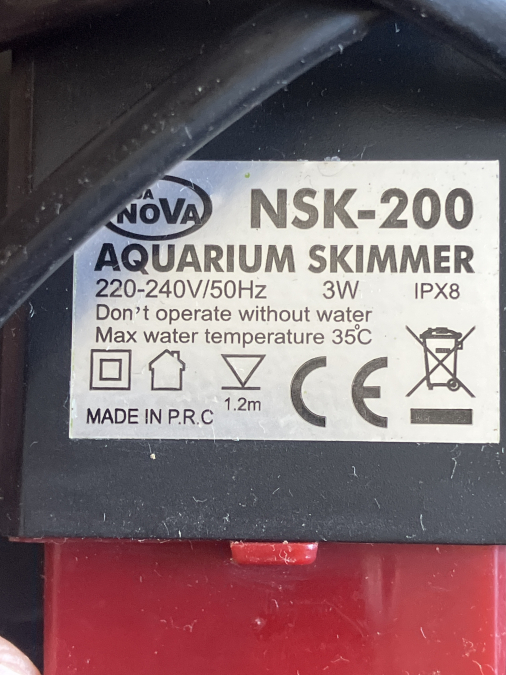 NOVA
NSK-200
AQUARIUM SKIMMER
220-240V/50Hz 3W IPX8
Don't operate without water
Max water temperature 35°C
1.2m
CE
MADE IN P.R.C